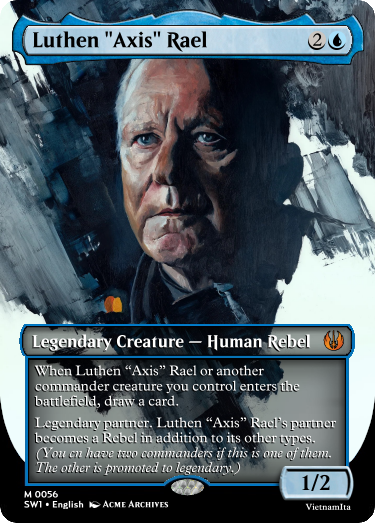 Luthen "Axis" Rael 2
Legendary Creature — Human Rebel
When Luthen “Axis” Rael or another
commander creature you control enters the
battlefield, draw a card.
Legendary partner. Luthen “Axis” Rael's partner
becomes a Rebel in addition to its other types.
(You cn have two commanders if this is one of them.
The other is promoted to legendary.)
1/2
M 0056
SW1 • English Acme Archives
VietnamIta